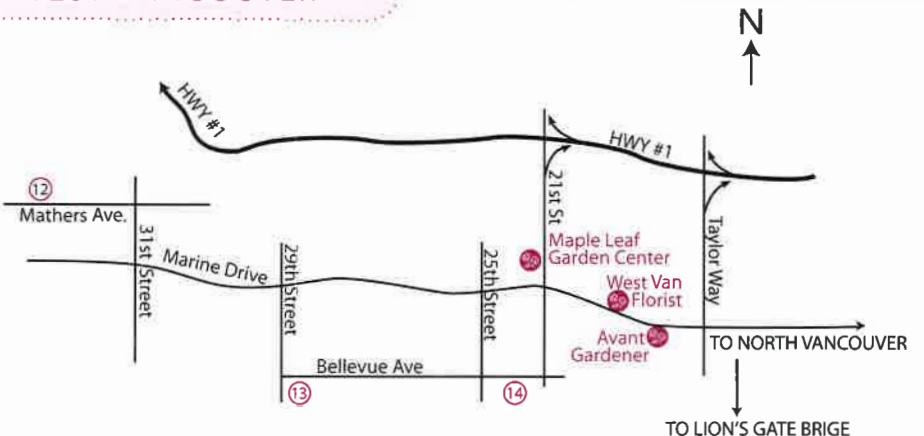 N
HWY #1
HWY #1
12
Mathers Ave.
31st Street
Marine Drive
29th Street
25th Street
21st St
Maple Leaf
Garden Center
West Van
Florist
Avant
Gardener
Taylor Way
TO NORTH VANCOUVER
Bellevue Ave
13
14
TO LION'S GATE BRIGE